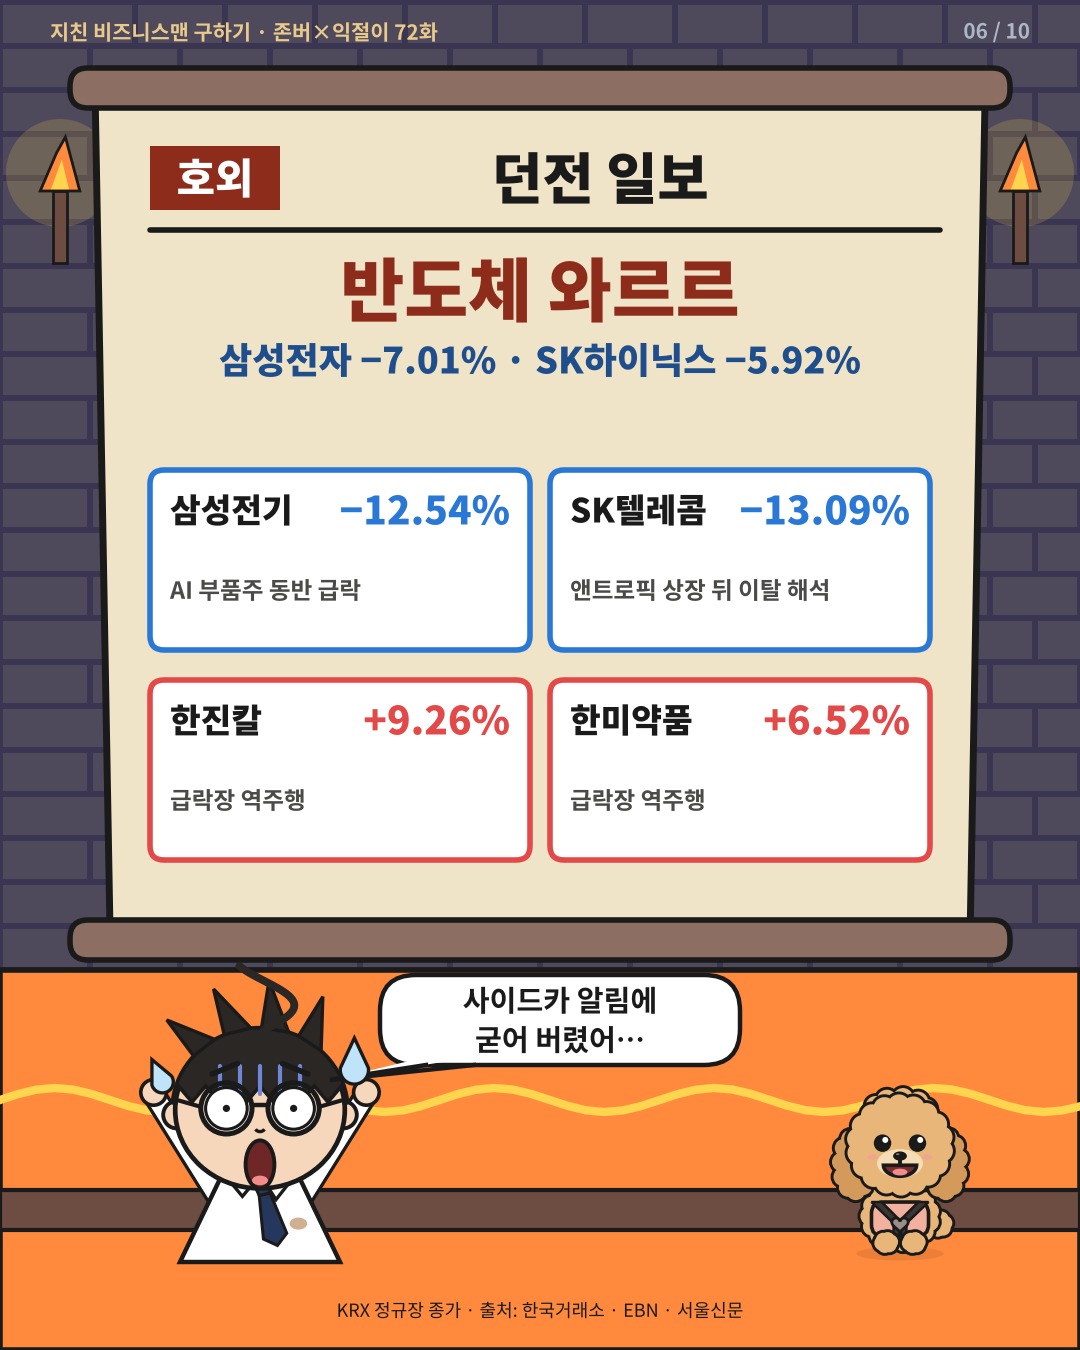 지친 비즈니스맨 구하기 · 존버×익절이 72화
06 / 10
호외
던전 일보
반도체 와르르
삼성전자 −7.01% · SK하이닉스 −5.92%
삼성전기 −12.54%
AI 부품주 동반 급락
SK텔레콤 −13.09%
앤트로픽 상장 뒤 이탈 해석
한진칼 +9.26%
급락장 역주행
한미약품 +6.52%
급락장 역주행
사이드카 알림에
굳어 버렸어…
KRX 정규장 종가 · 출처: 한국거래소 · EBN · 서울신문